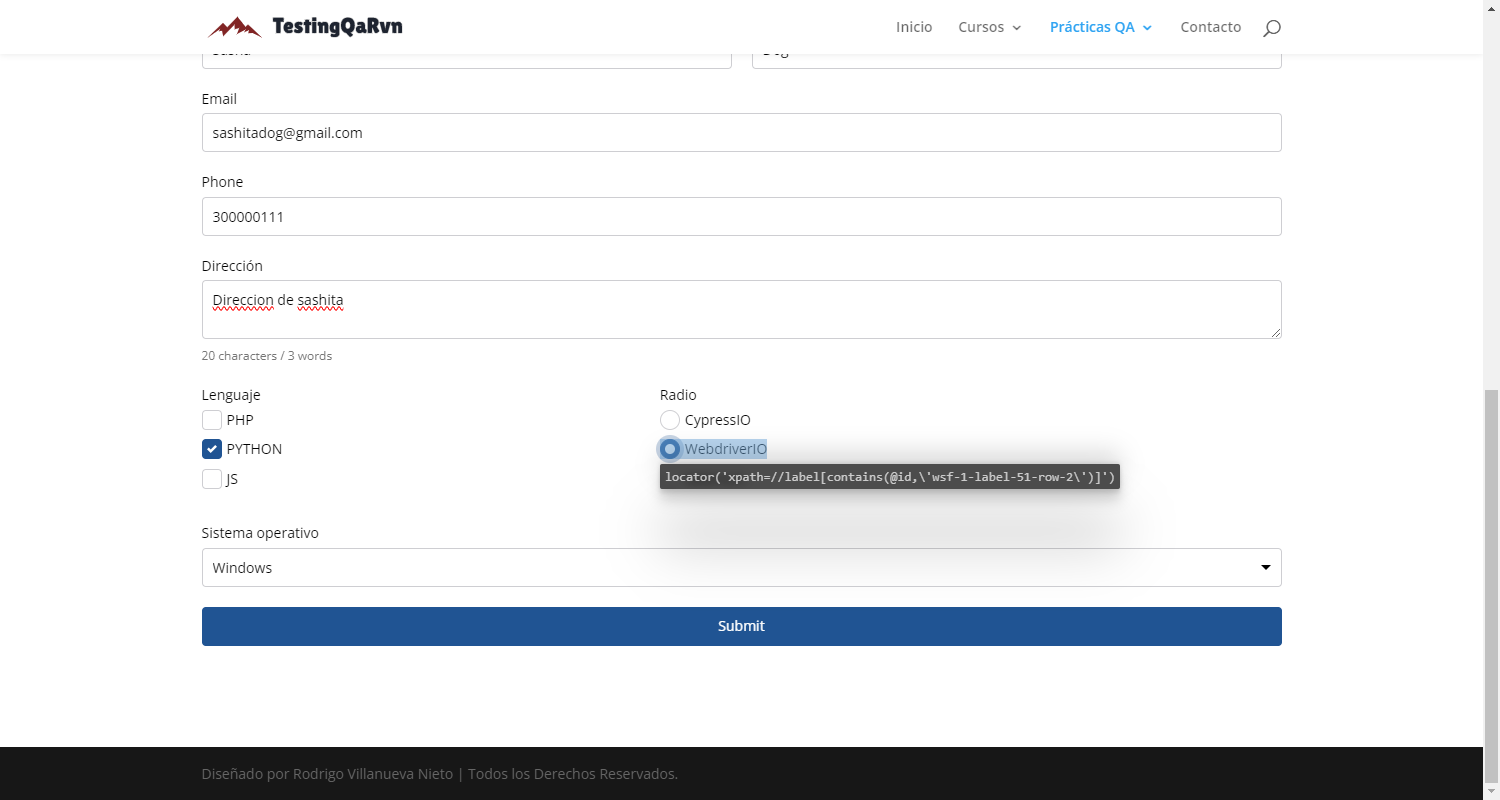 TestingQaRvn
Inicio Cursos Prácticas QA Contacto
Email
sashitadog@gmail.com
Phone
300000111
Dirección
Direccion de sashita
20 characters / 3 words
Lenguaje
PHP
PYTHON
JS
Radio
CypressIO
WebdriverIO
locator('xpath=//label[contains(@id,\'wsf-1-label-51-row-2\')]')
Sistema operativo
Windows
Submit
Diseñado por Rodrigo Villanueva Nieto | Todos los Derechos Reservados.